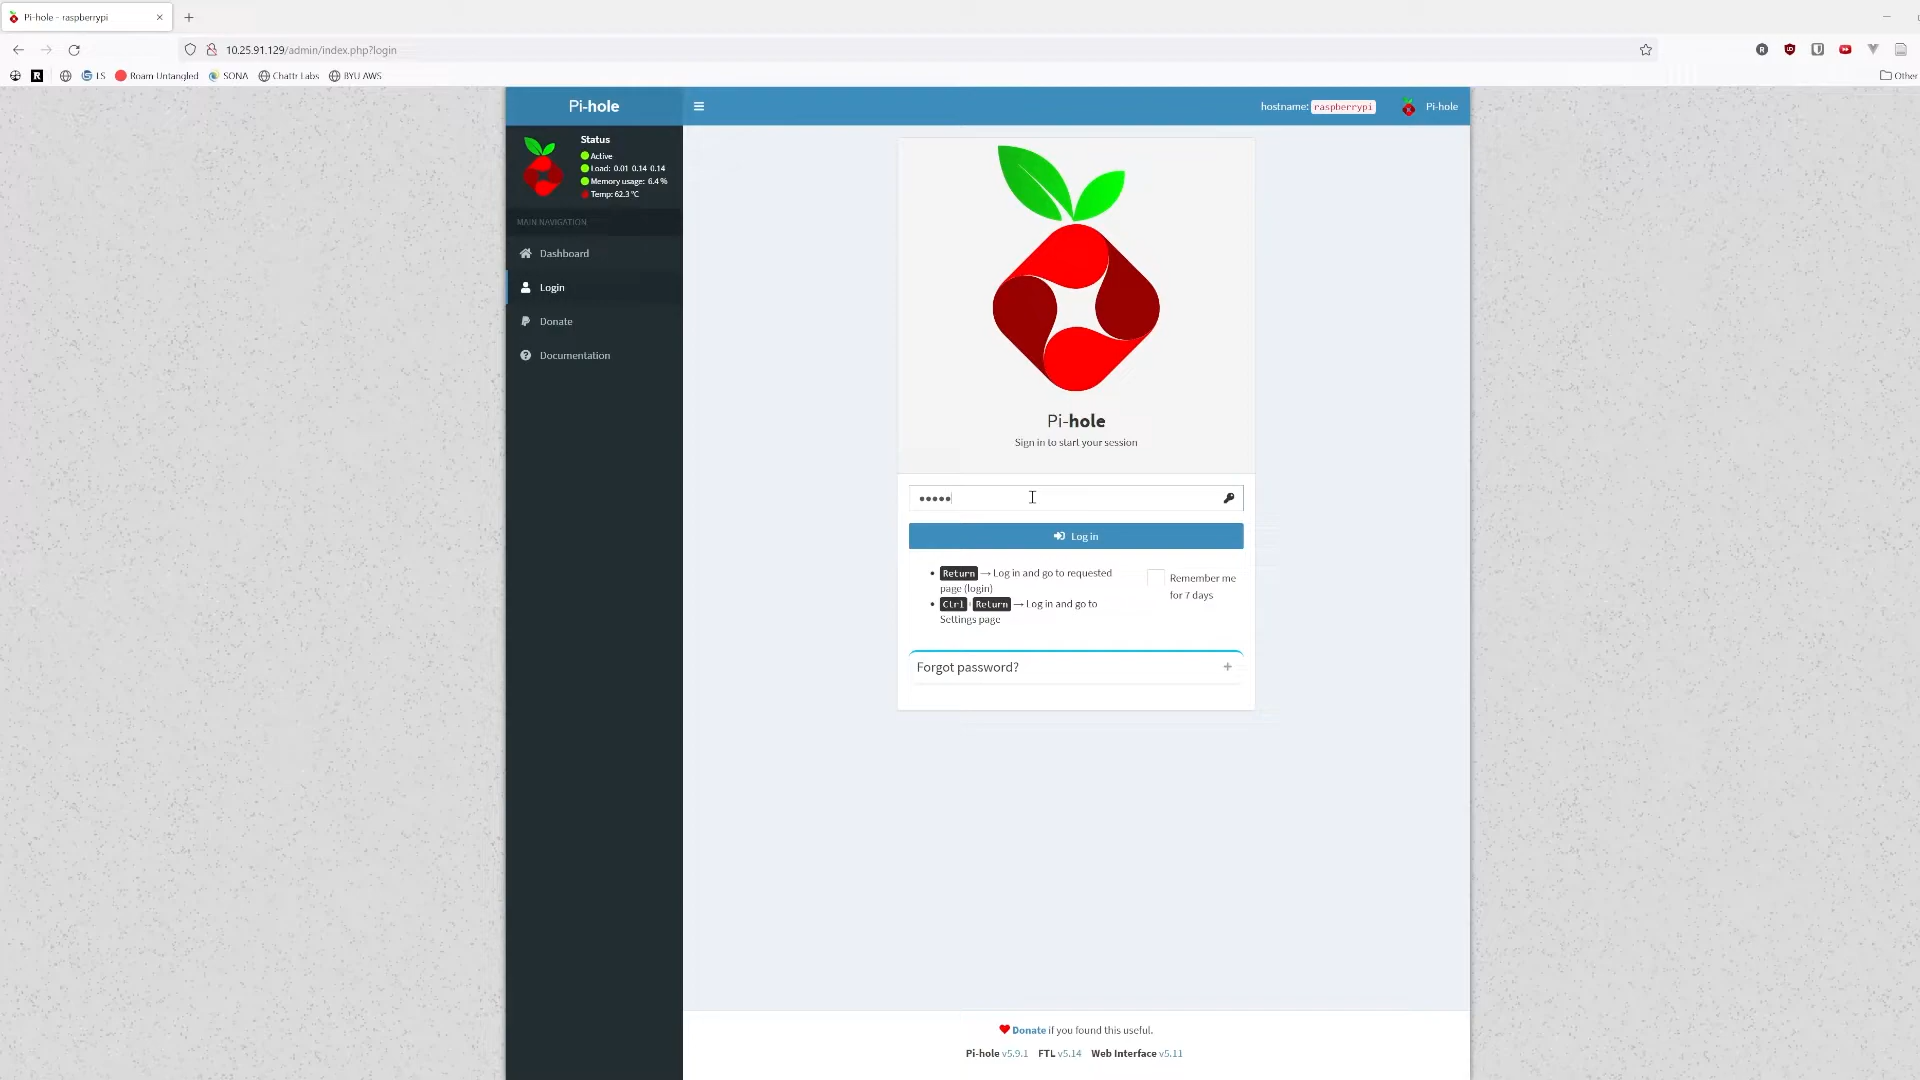 Pi-hole - raspberrypi
10.25.91.129/admin/index.php?login
LS
Roam Untangled
SONA
Chattr Labs
BYU AWS
Other
Pi-hole
hostname: raspberrypi
Pi-hole
Status
Active
Load: 0.01 0.14 0.14
Memory usage: 6.4 %
Temp: 62.3 °C
MAIN NAVIGATION
Dashboard
Login
Donate
Documentation
Pi-hole
Sign in to start your session
Log in
Return → Log in and go to requested
page (login)
Ctrl + Return → Log in and go to
Settings page
Remember me
for 7 days
Forgot password?
Donate if you found this useful.
Pi-hole v5.9.1 FTL v5.14 Web Interface v5.11